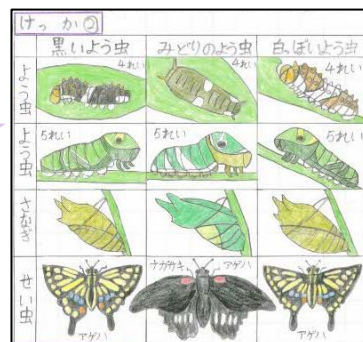 けっか②
黒いよう虫 みどりのよう虫 白っぽいよう虫
よう虫 4れい 4れい 4れい
よう虫 5れい 5れい 5れい
さなぎ
せい虫 アゲハ ナガサキ アゲハ アゲハ